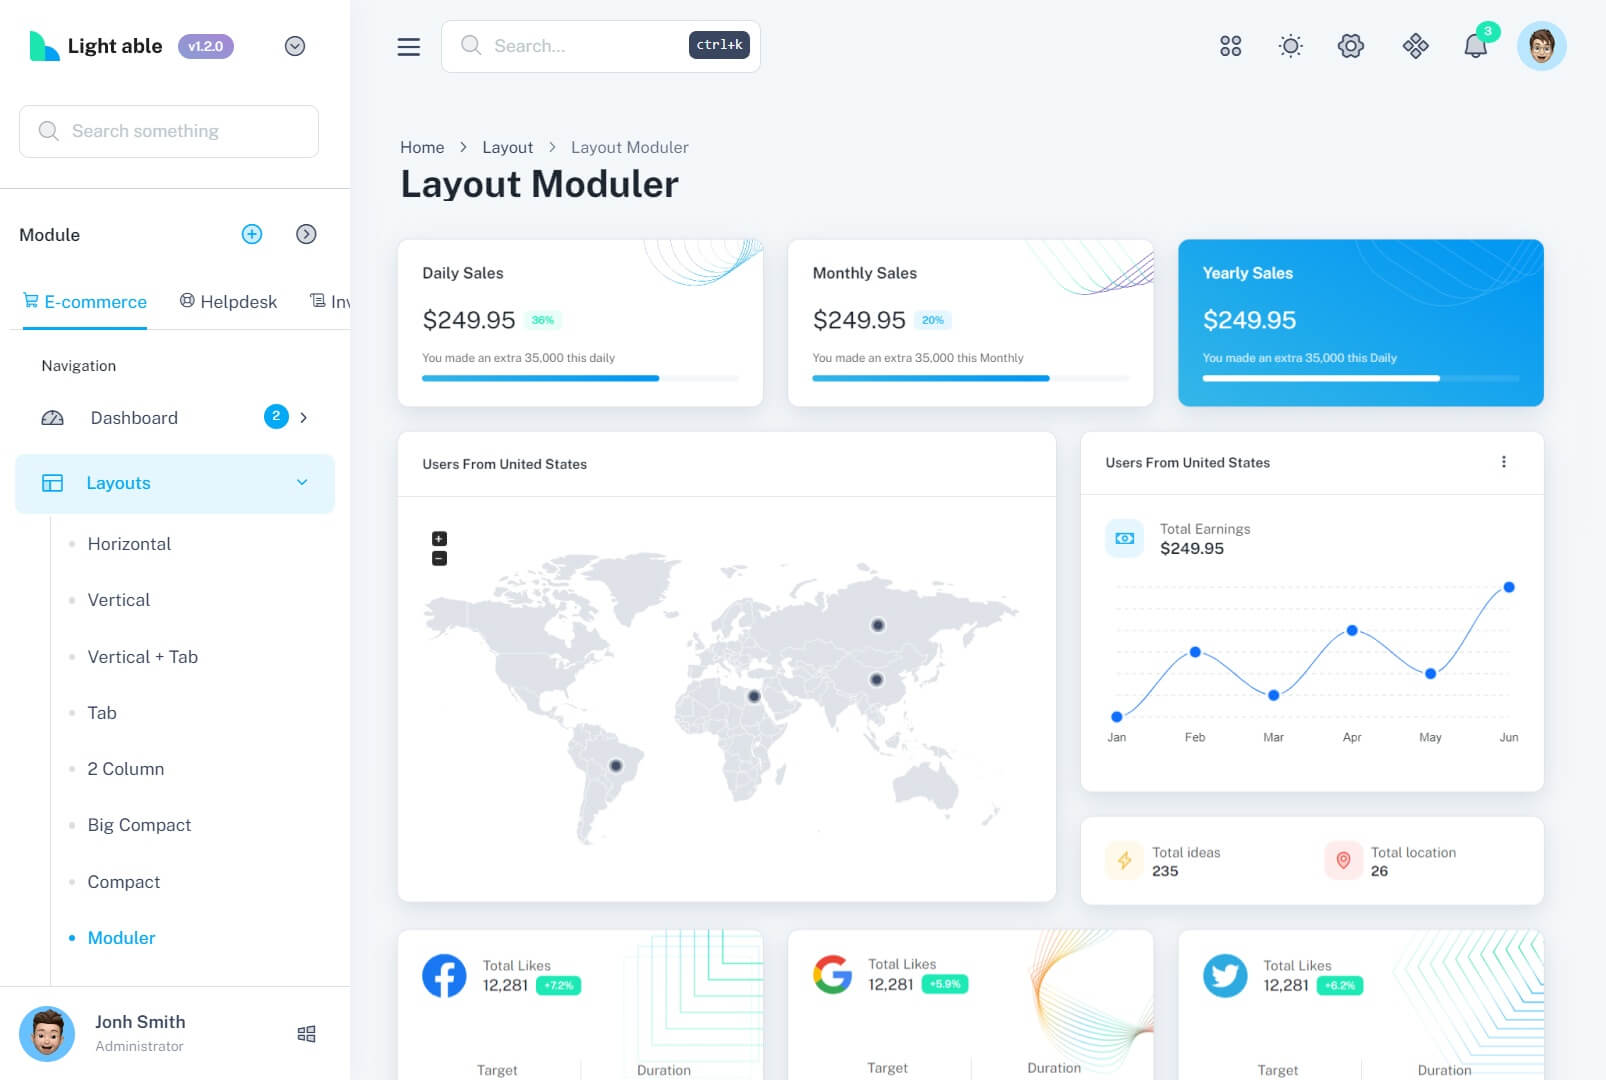 Light able v1.2.0
Search something
Module
E-commerce Helpdesk Inv
Navigation
Dashboard 2
Layouts
Horizontal
Vertical
Vertical + Tab
Tab
2 Column
Big Compact
Compact
Moduler
Jonh Smith
Administrator
Search... ctrl+k
3
Home > Layout > Layout Moduler
Layout Moduler
Daily Sales
$249.95 36%
You made an extra 35,000 this daily
Monthly Sales
$249.95 20%
You made an extra 35,000 this Monthly
Yearly Sales
$249.95
You made an extra 35,000 this Daily
Users From United States
+
−
Users From United States
Total Earnings
$249.95
Jan Feb Mar Apr May Jun
Total ideas
235
Total location
26
Total Likes
12,281 +7.2%
Target Duration
Total Likes
12,281 +5.9%
Target Duration
Total Likes
12,281 +6.2%
Target Duration